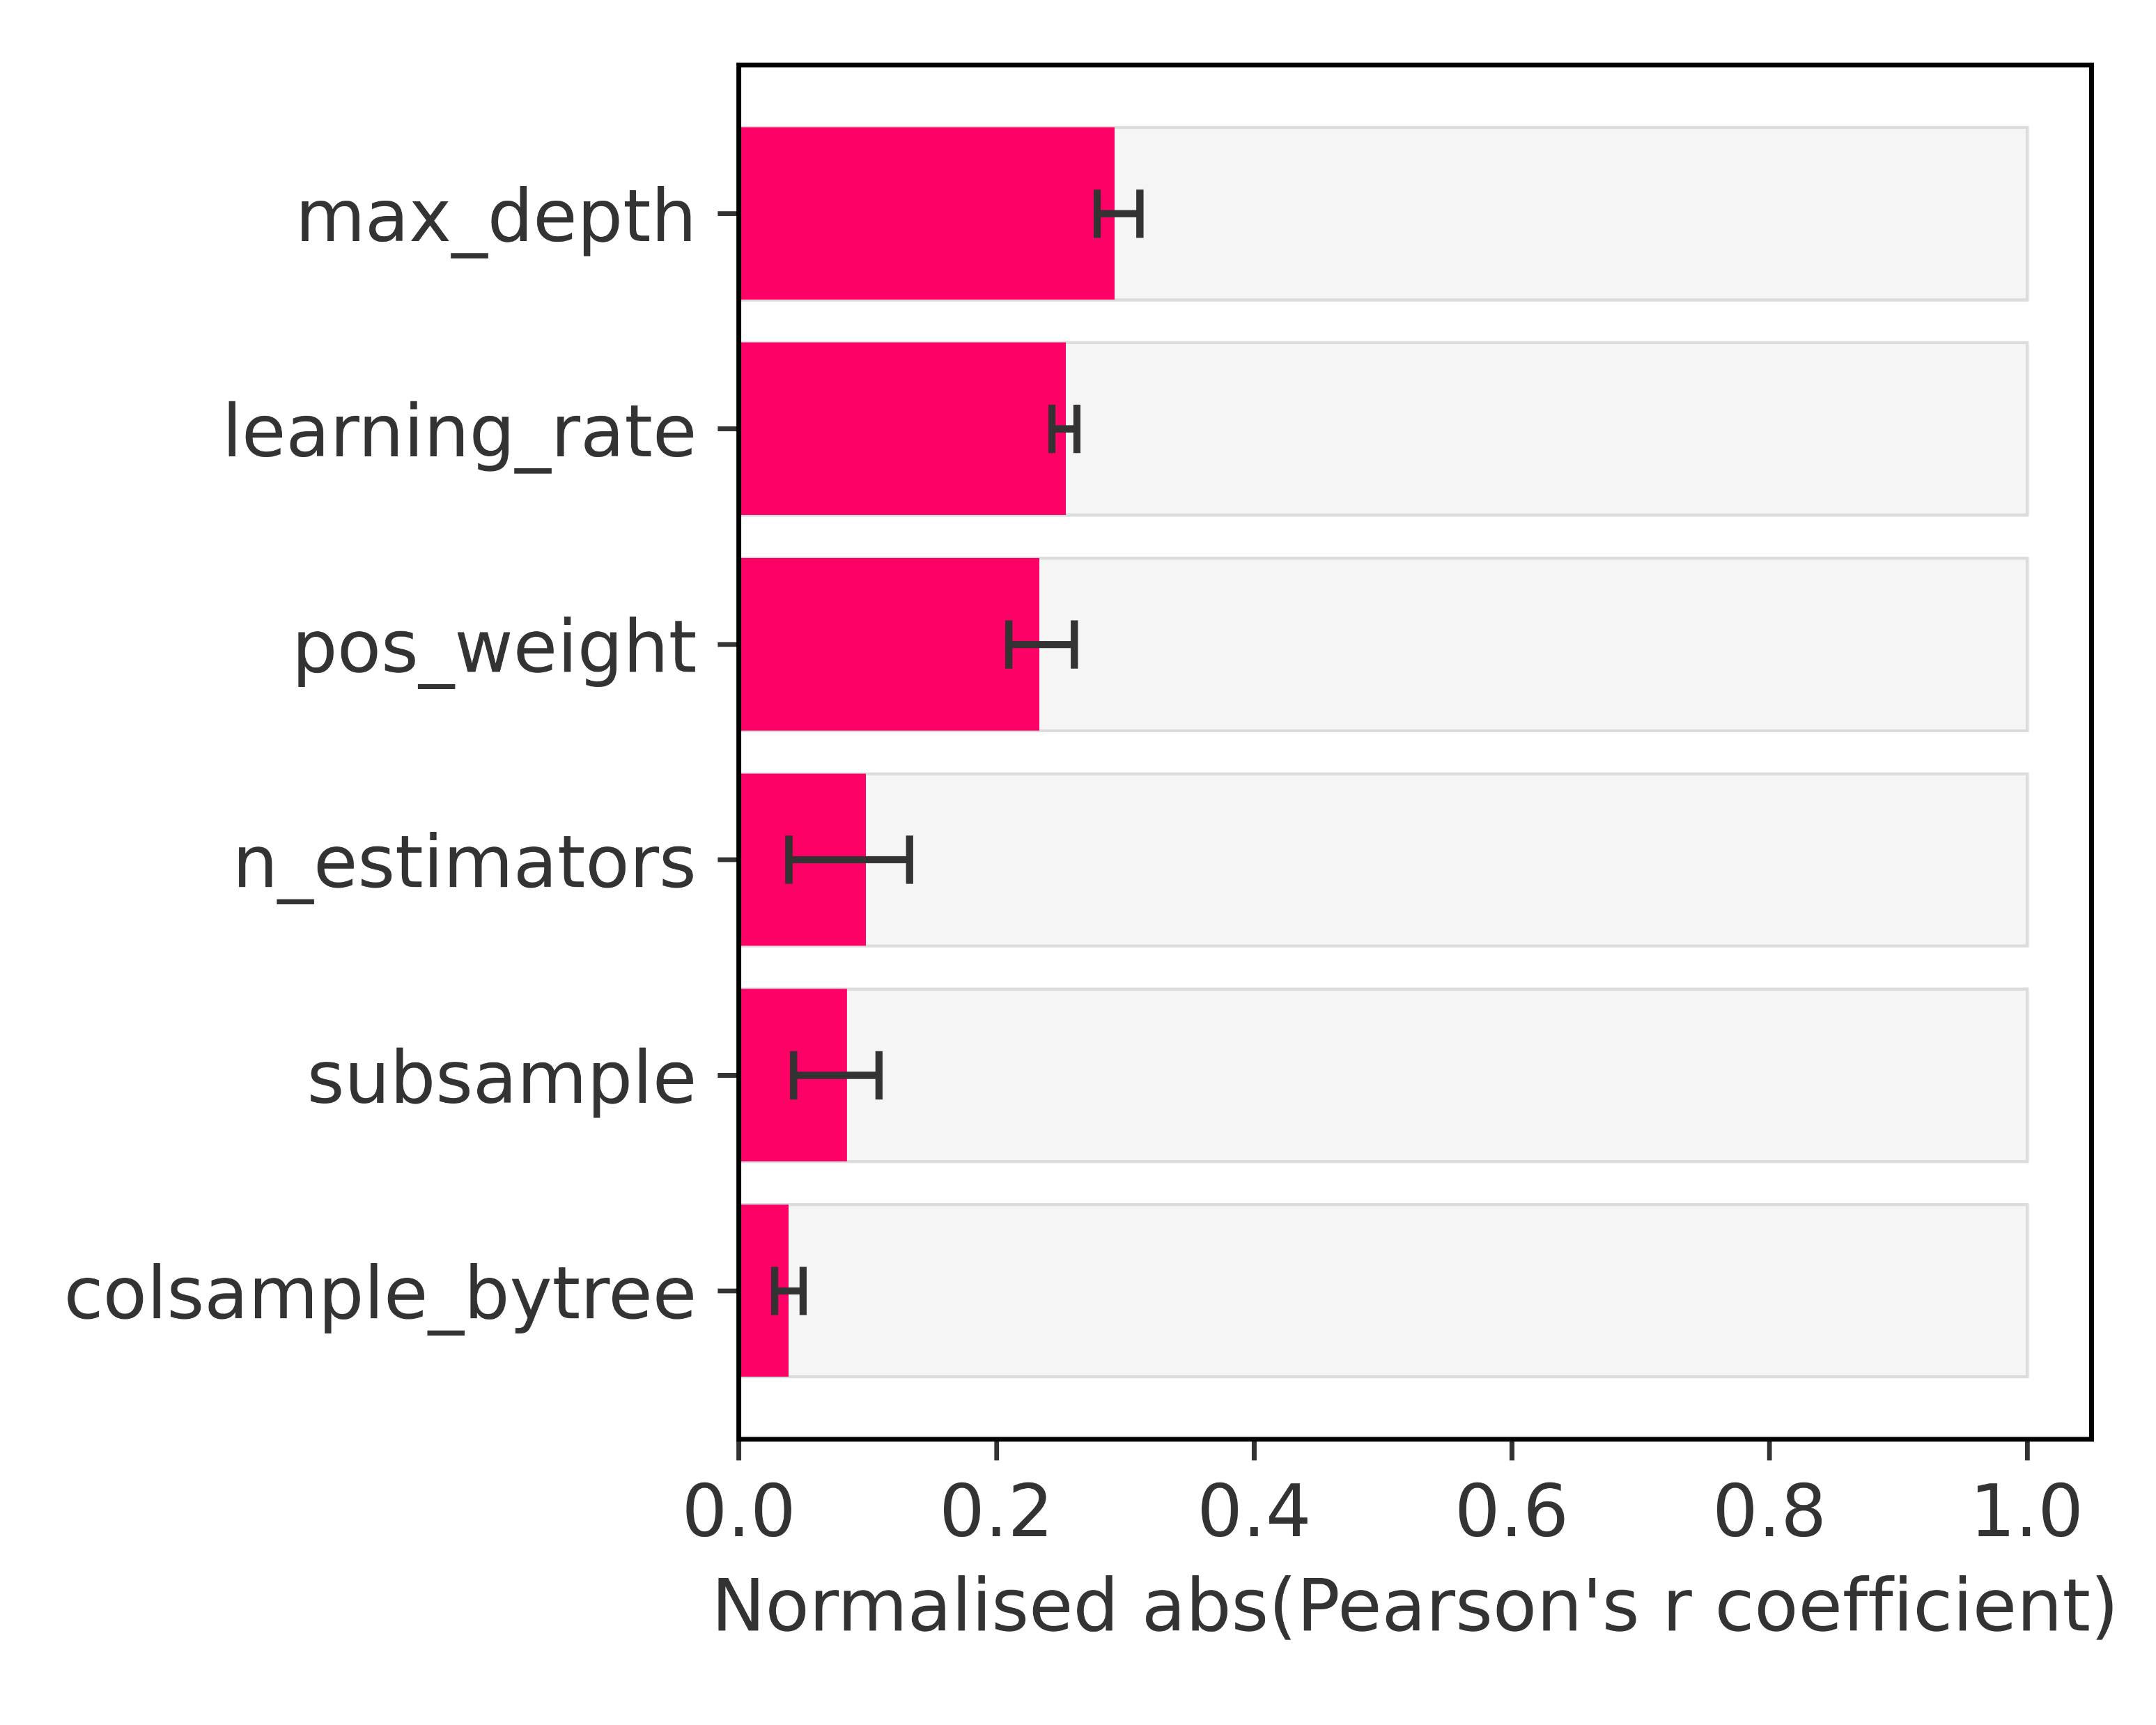 max_depth
learning_rate
pos_weight
n_estimators
subsample
colsample_bytree
0.0 0.2 0.4 0.6 0.8 1.0
Normalised abs(Pearson's r coefficient)